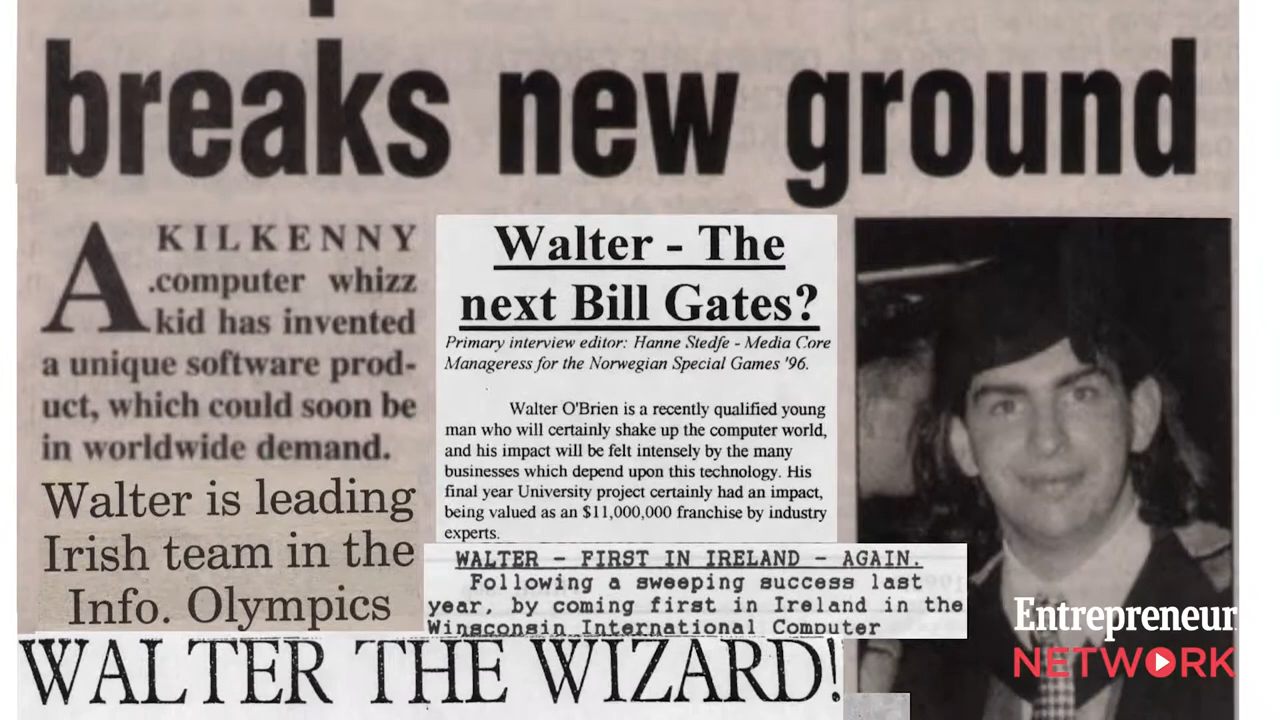 breaks new ground
A KILKENNY
.computer whizz
kid has invented
a unique software prod-
uct, which could soon be
in worldwide demand.
Walter is leading
Irish team in the
Info. Olympics
Walter - The
next Bill Gates?
Primary interview editor: Hanne Stedfe - Media Core
Manageress for the Norwegian Special Games '96.
Walter O'Brien is a recently qualified young
man who will certainly shake up the computer world,
and his impact will be felt intensely by the many
businesses which depend upon this technology. His
final year University project certainly had an impact,
being valued as an $11,000,000 franchise by industry
experts.
WALTER - FIRST IN IRELAND - AGAIN.
Following a sweeping success last
year, by coming first in Ireland in the
Winsconsin International Computer
WALTER THE WIZARD!
Entrepreneur
NETWORK